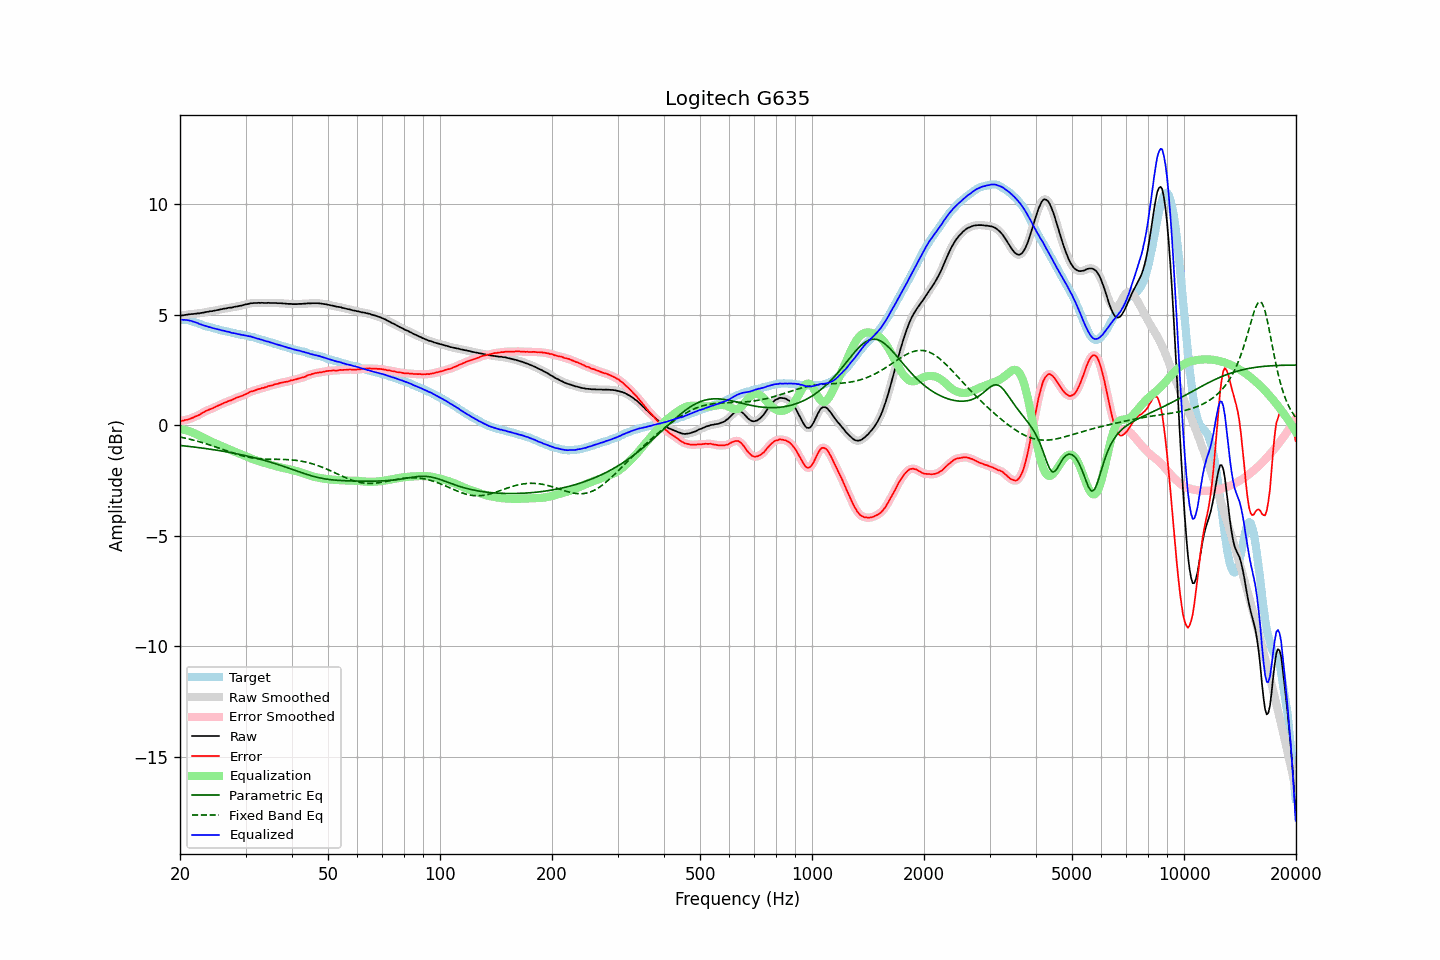 Logitech G635
Amplitude (dBr)
10
5
0
−5
−10
−15
Target
Raw Smoothed
Error Smoothed
Raw
Error
Equalization
Parametric Eq
Fixed Band Eq
Equalized
20 50 100 200 500 1000 2000 5000 10000 20000
Frequency (Hz)